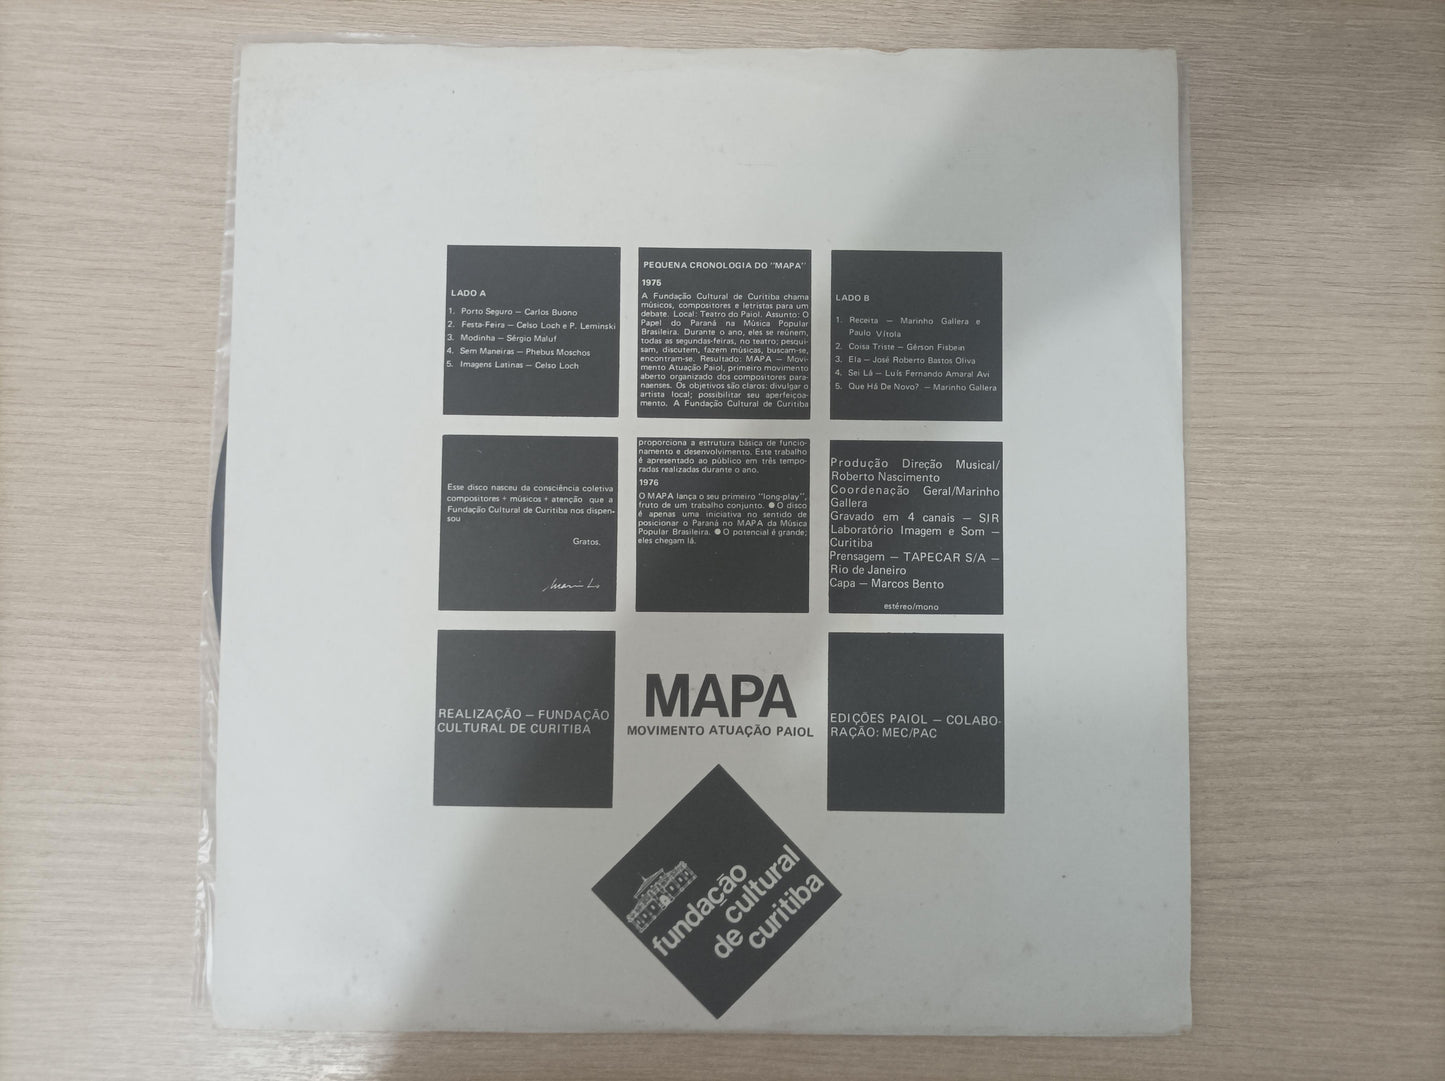 LADO A
1. Porto Seguro — Carlos Buono
2. Festa-Feira — Celso Loch e P. Leminski
3. Modinha — Sérgio Maluf
4. Sem Maneiras — Phebus Moschos
5. Imagens Latinas — Celso Loch
PEQUENA CRONOLOGIA DO "MAPA"
1975
A Fundação Cultural de Curitiba chama
músicos, compositores e letristas para um
debate. Local: Teatro do Paiol. Assunto: O
Papel do Paraná na Música Popular
Brasileira. Durante o ano, eles se reúnem,
todas as segundas-feiras, no teatro; pesqui-
sam, discutem, fazem músicas, buscam-se,
encontram-se. Resultado: MAPA — Movi-
mento Atuação Paiol, primeiro movimento
aberto organizado dos compositores para-
naenses. Os objetivos são claros: divulgar o
artista local; possibilitar seu aperfeiçoa-
mento. A Fundação Cultural de Curitiba
LADO B
1. Receita — Marinho Gallera e
Paulo Vítola
2. Coisa Triste — Gérson Fisbein
3. Ela — José Roberto Bastos Oliva
4. Sei Lá — Luís Fernando Amaral Avi
5. Que Há De Novo? — Marinho Gallera
Esse disco nasceu da consciência coletiva
compositores + músicos + atenção que a
Fundação Cultural de Curitiba nos dispen-
sou
Gratos.
proporciona a estrutura básica de funcio-
namento e desenvolvimento. Este trabalho
é apresentado ao público em três tempo-
radas realizadas durante o ano.
1976
O MAPA lança o seu primeiro "long-play",
fruto de um trabalho conjunto. ● O disco
é apenas uma iniciativa no sentido de
posicionar o Paraná no MAPA da Música
Popular Brasileira. ● O potencial é grande;
eles chegam lá.
Produção Direção Musical/
Roberto Nascimento
Coordenação Geral/Marinho
Gallera
Gravado em 4 canais — SIR
Laboratório Imagem e Som —
Curitiba
Prensagem — TAPECAR S/A —
Rio de Janeiro
Capa — Marcos Bento
estéreo/mono
REALIZAÇÃO — FUNDAÇÃO
CULTURAL DE CURITIBA
MAPA
MOVIMENTO ATUAÇÃO PAIOL
EDIÇÕES PAIOL — COLABO-
RAÇÃO: MEC/PAC
fundação
de cultural
curitiba